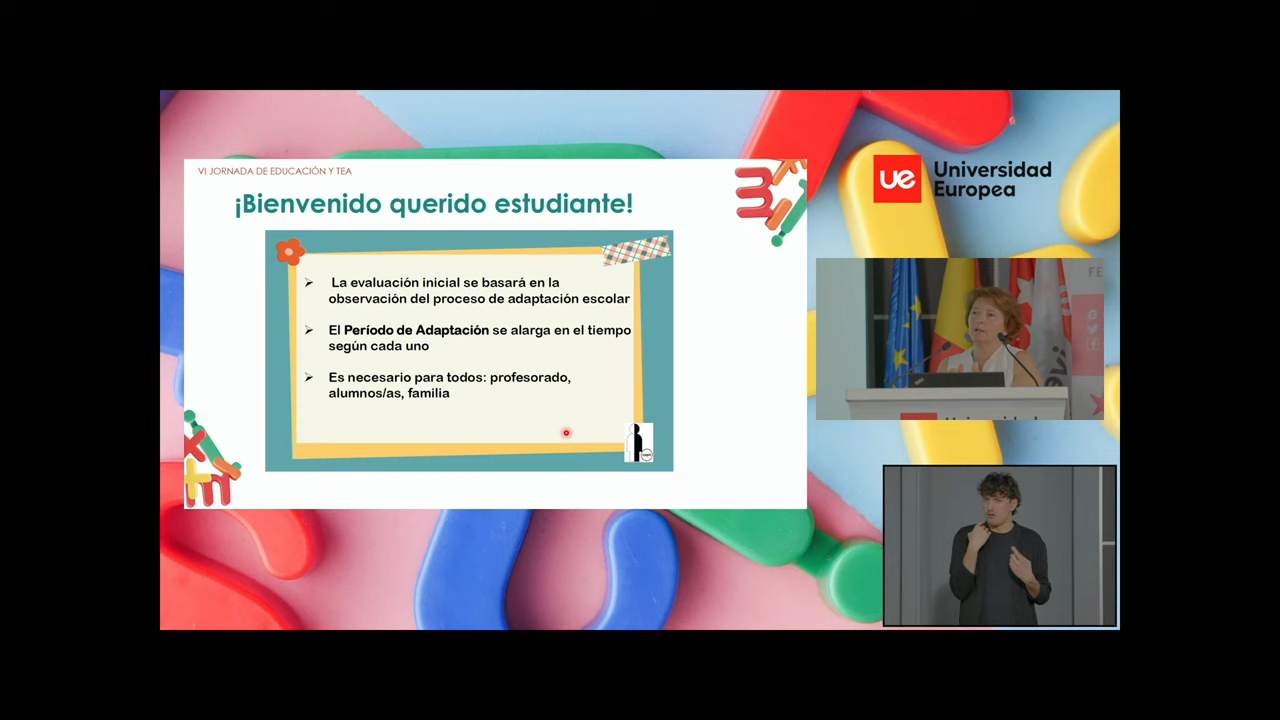 VI JORNADA DE EDUCACIÓN Y TEA
¡Bienvenido querido estudiante!
➢ La evaluación inicial se basará en la
observación del proceso de adaptación escolar
➢ El Período de Adaptación se alarga en el tiempo
según cada uno
➢ Es necesario para todos: profesorado,
alumnos/as, familia
ue Universidad
Europea
FE